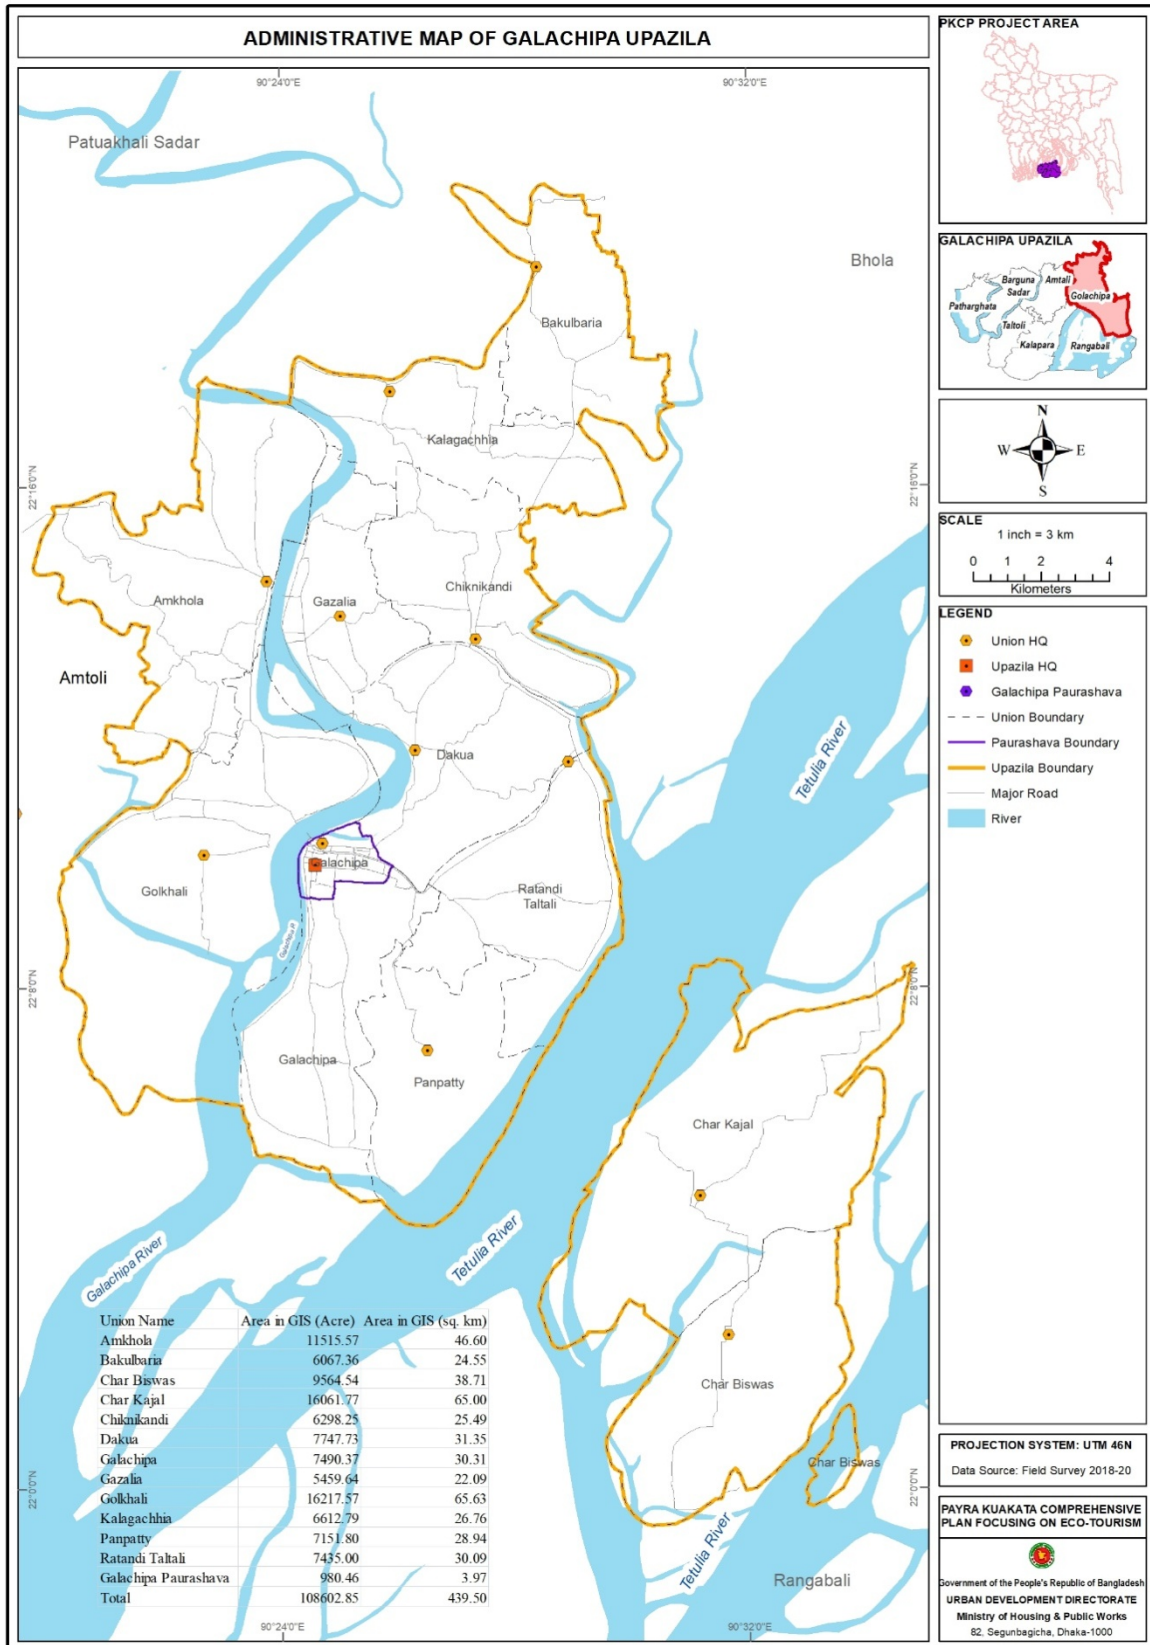 ADMINISTRATIVE MAP OF GALACHIPA UPAZILA
90°24'0"E
90°32'0"E
Patuakhali Sadar
Bhola
Bakulbaria
Kalagachhia
22°16'0"N
22°16'0"N
Chiknikandi
Amkhola
Gazalia
Amtoli
Dakua
Tetulia River
Galachipa
Golkhali
Ratandi
Taltali
Galachipa R
22°8'0"N
22°8'0"N
Galachipa
Panpatty
Char Kajal
Galachipa River
Tetulia River
Char Biswas
Char Biswas
22°0'0"N
22°0'0"N
Tetulia River
Rangabali
90°24'0"E
90°32'0"E
Union Name Area in GIS (Acre) Area in GIS (sq. km)
Amkhola 11515.57 46.60
Bakulbaria 6067.36 24.55
Char Biswas 9564.54 38.71
Char Kajal 16061.77 65.00
Chiknikandi 6298.25 25.49
Dakua 7747.73 31.35
Galachipa 7490.37 30.31
Gazalia 5459.64 22.09
Golkhali 16217.57 65.63
Kalagachhia 6612.79 26.76
Panpatty 7151.80 28.94
Ratandi Taltali 7435.00 30.09
Galachipa Paurashava 980.46 3.97
Total 108602.85 439.50
PKCP PROJECT AREA
GALACHIPA UPAZILA
Barguna
Sadar
Amtali
Golachipa
Patharghata
Taltoli
Kalapara
Rangabali
N
W
E
S
SCALE
1 inch = 3 km
0 1 2 4
Kilometers
LEGEND
Union HQ
Upazila HQ
Galachipa Paurashava
Union Boundary
Paurashava Boundary
Upazila Boundary
Major Road
River
PROJECTION SYSTEM: UTM 46N
Data Source: Field Survey 2018-20
PAYRA KUAKATA COMPREHENSIVE
PLAN FOCUSING ON ECO-TOURISM
Government of the People's Republic of Bangladesh
URBAN DEVELOPMENT DIRECTORATE
Ministry of Housing & Public Works
82, Segunbagicha, Dhaka-1000